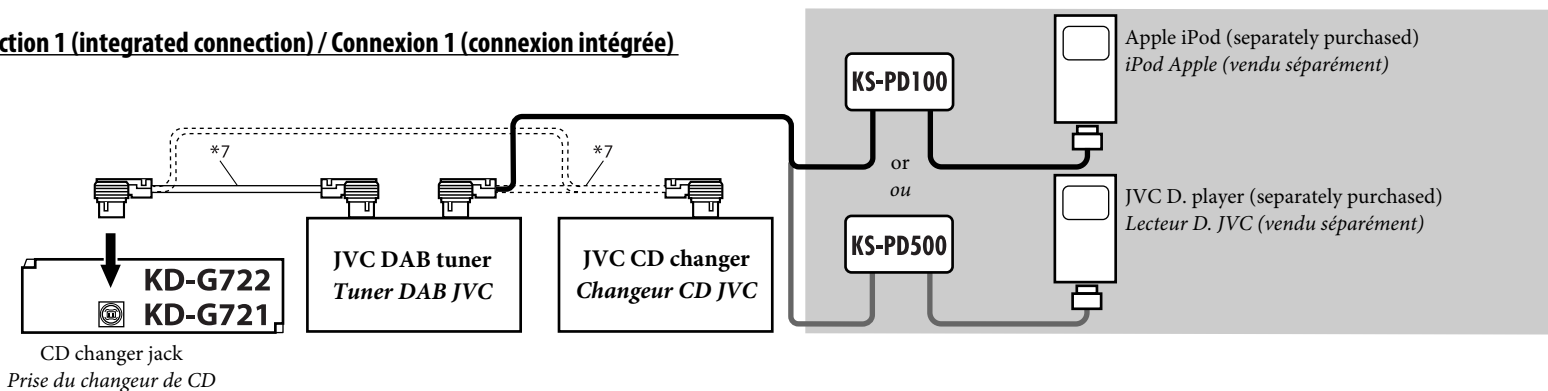 ction 1 (integrated connection) / Connexion 1 (connexion intégrée)
Apple iPod (separately purchased)
iPod Apple (vendu séparément)
KS-PD100
*7
*7
or
ou
JVC D. player (separately purchased)
Lecteur D. JVC (vendu séparément)
KS-PD500
JVC DAB tuner
Tuner DAB JVC
JVC CD changer
Changeur CD JVC
KD-G722
KD-G721
CD changer jack
Prise du changeur de CD